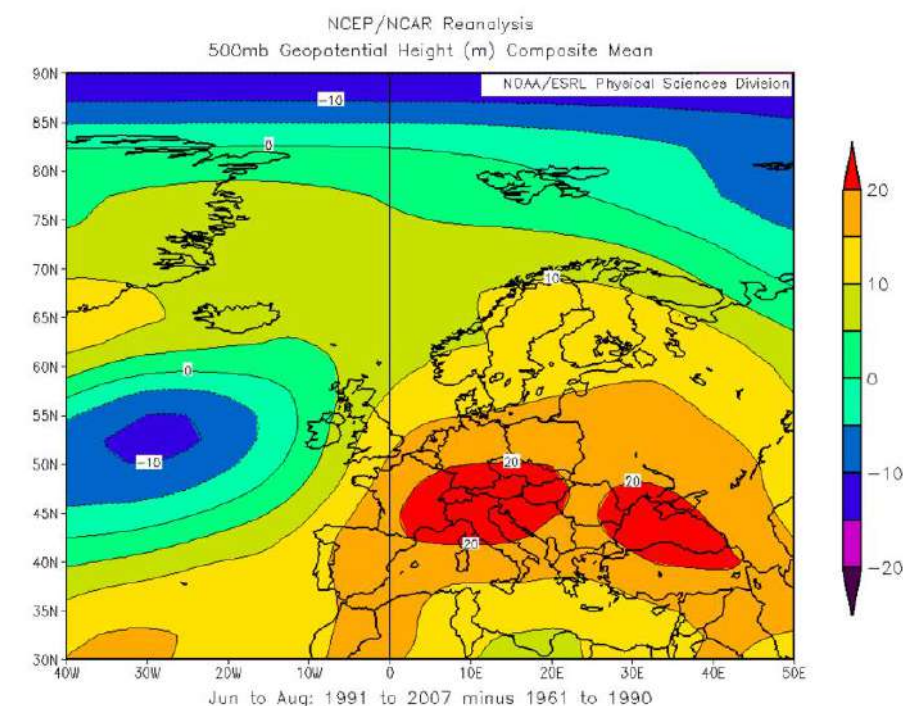 NCEP/NCAR Reanalysis
500mb Geopotential Height (m) Composite Mean
90N
NOAA/ESRL Physical Sciences Division
-10
85N
0
80N
20
75N
70N
10
10
65N
60N
0
0
55N
50N
-10
20
-10
20
45N
20
40N
-20
35N
30N
40W 30W 20W 10W 0 10E 20E 30E 40E 50E
Jun to Aug: 1991 to 2007 minus 1961 to 1990